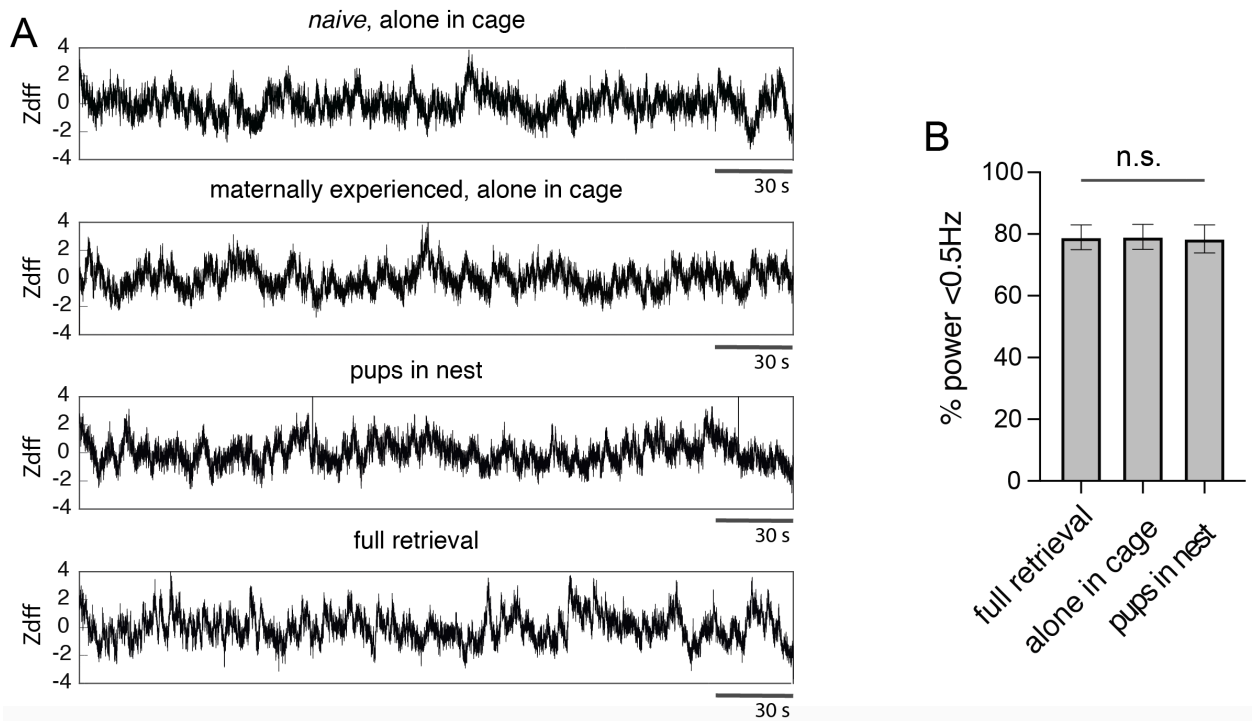 A
naive, alone in cage
4
2
0
-2
-4
Zdff
30 s
maternally experienced, alone in cage
4
2
0
-2
-4
Zdff
30 s
pups in nest
4
2
0
-2
-4
Zdff
30 s
full retrieval
4
2
0
-2
-4
Zdff
30 s
B
n.s.
100
80
60
40
20
0
% power <0.5Hz
full retrieval
alone in cage
pups in nest